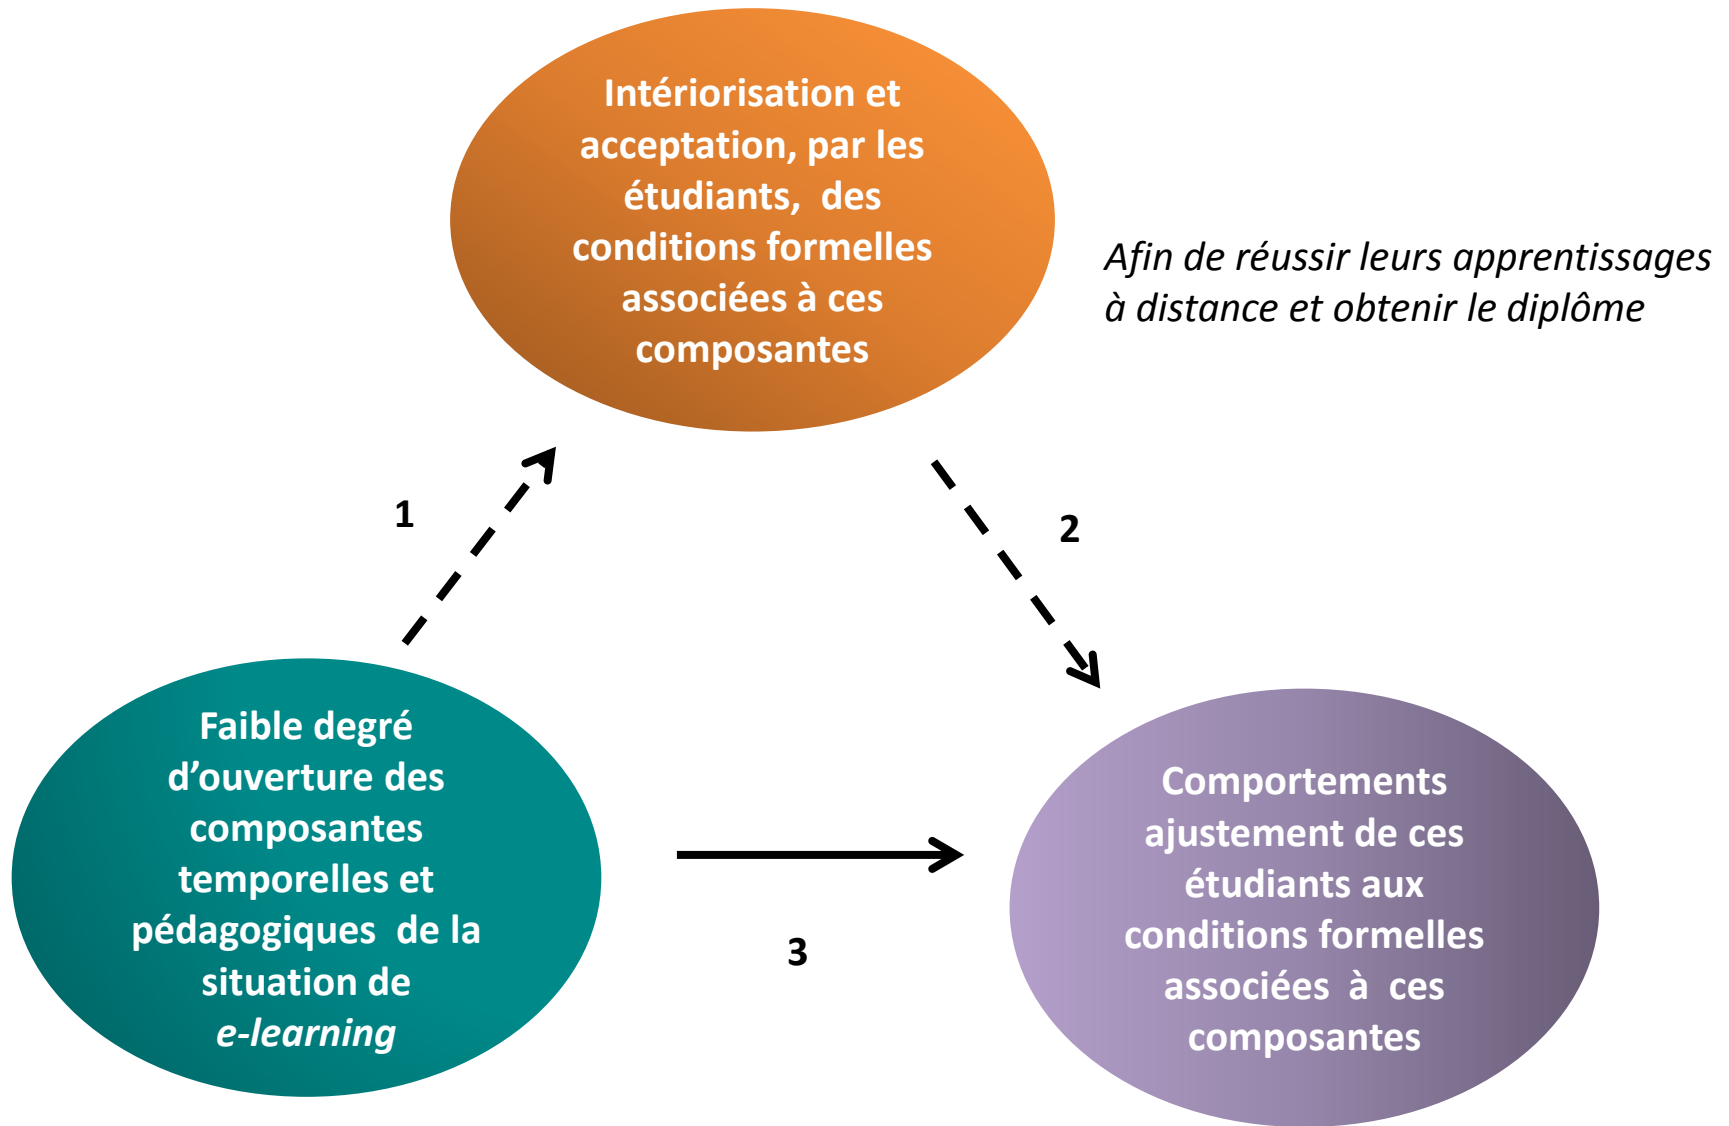 Intériorisation et
acceptation, par les
étudiants, des
conditions formelles
associées à ces
composantes
Afin de réussir leurs apprentissages
à distance et obtenir le diplôme
1
2
Faible degré
d’ouverture des
composantes
temporelles et
pédagogiques de la
situation de
e-learning
3
Comportements
ajustement de ces
étudiants aux
conditions formelles
associées à ces
composantes